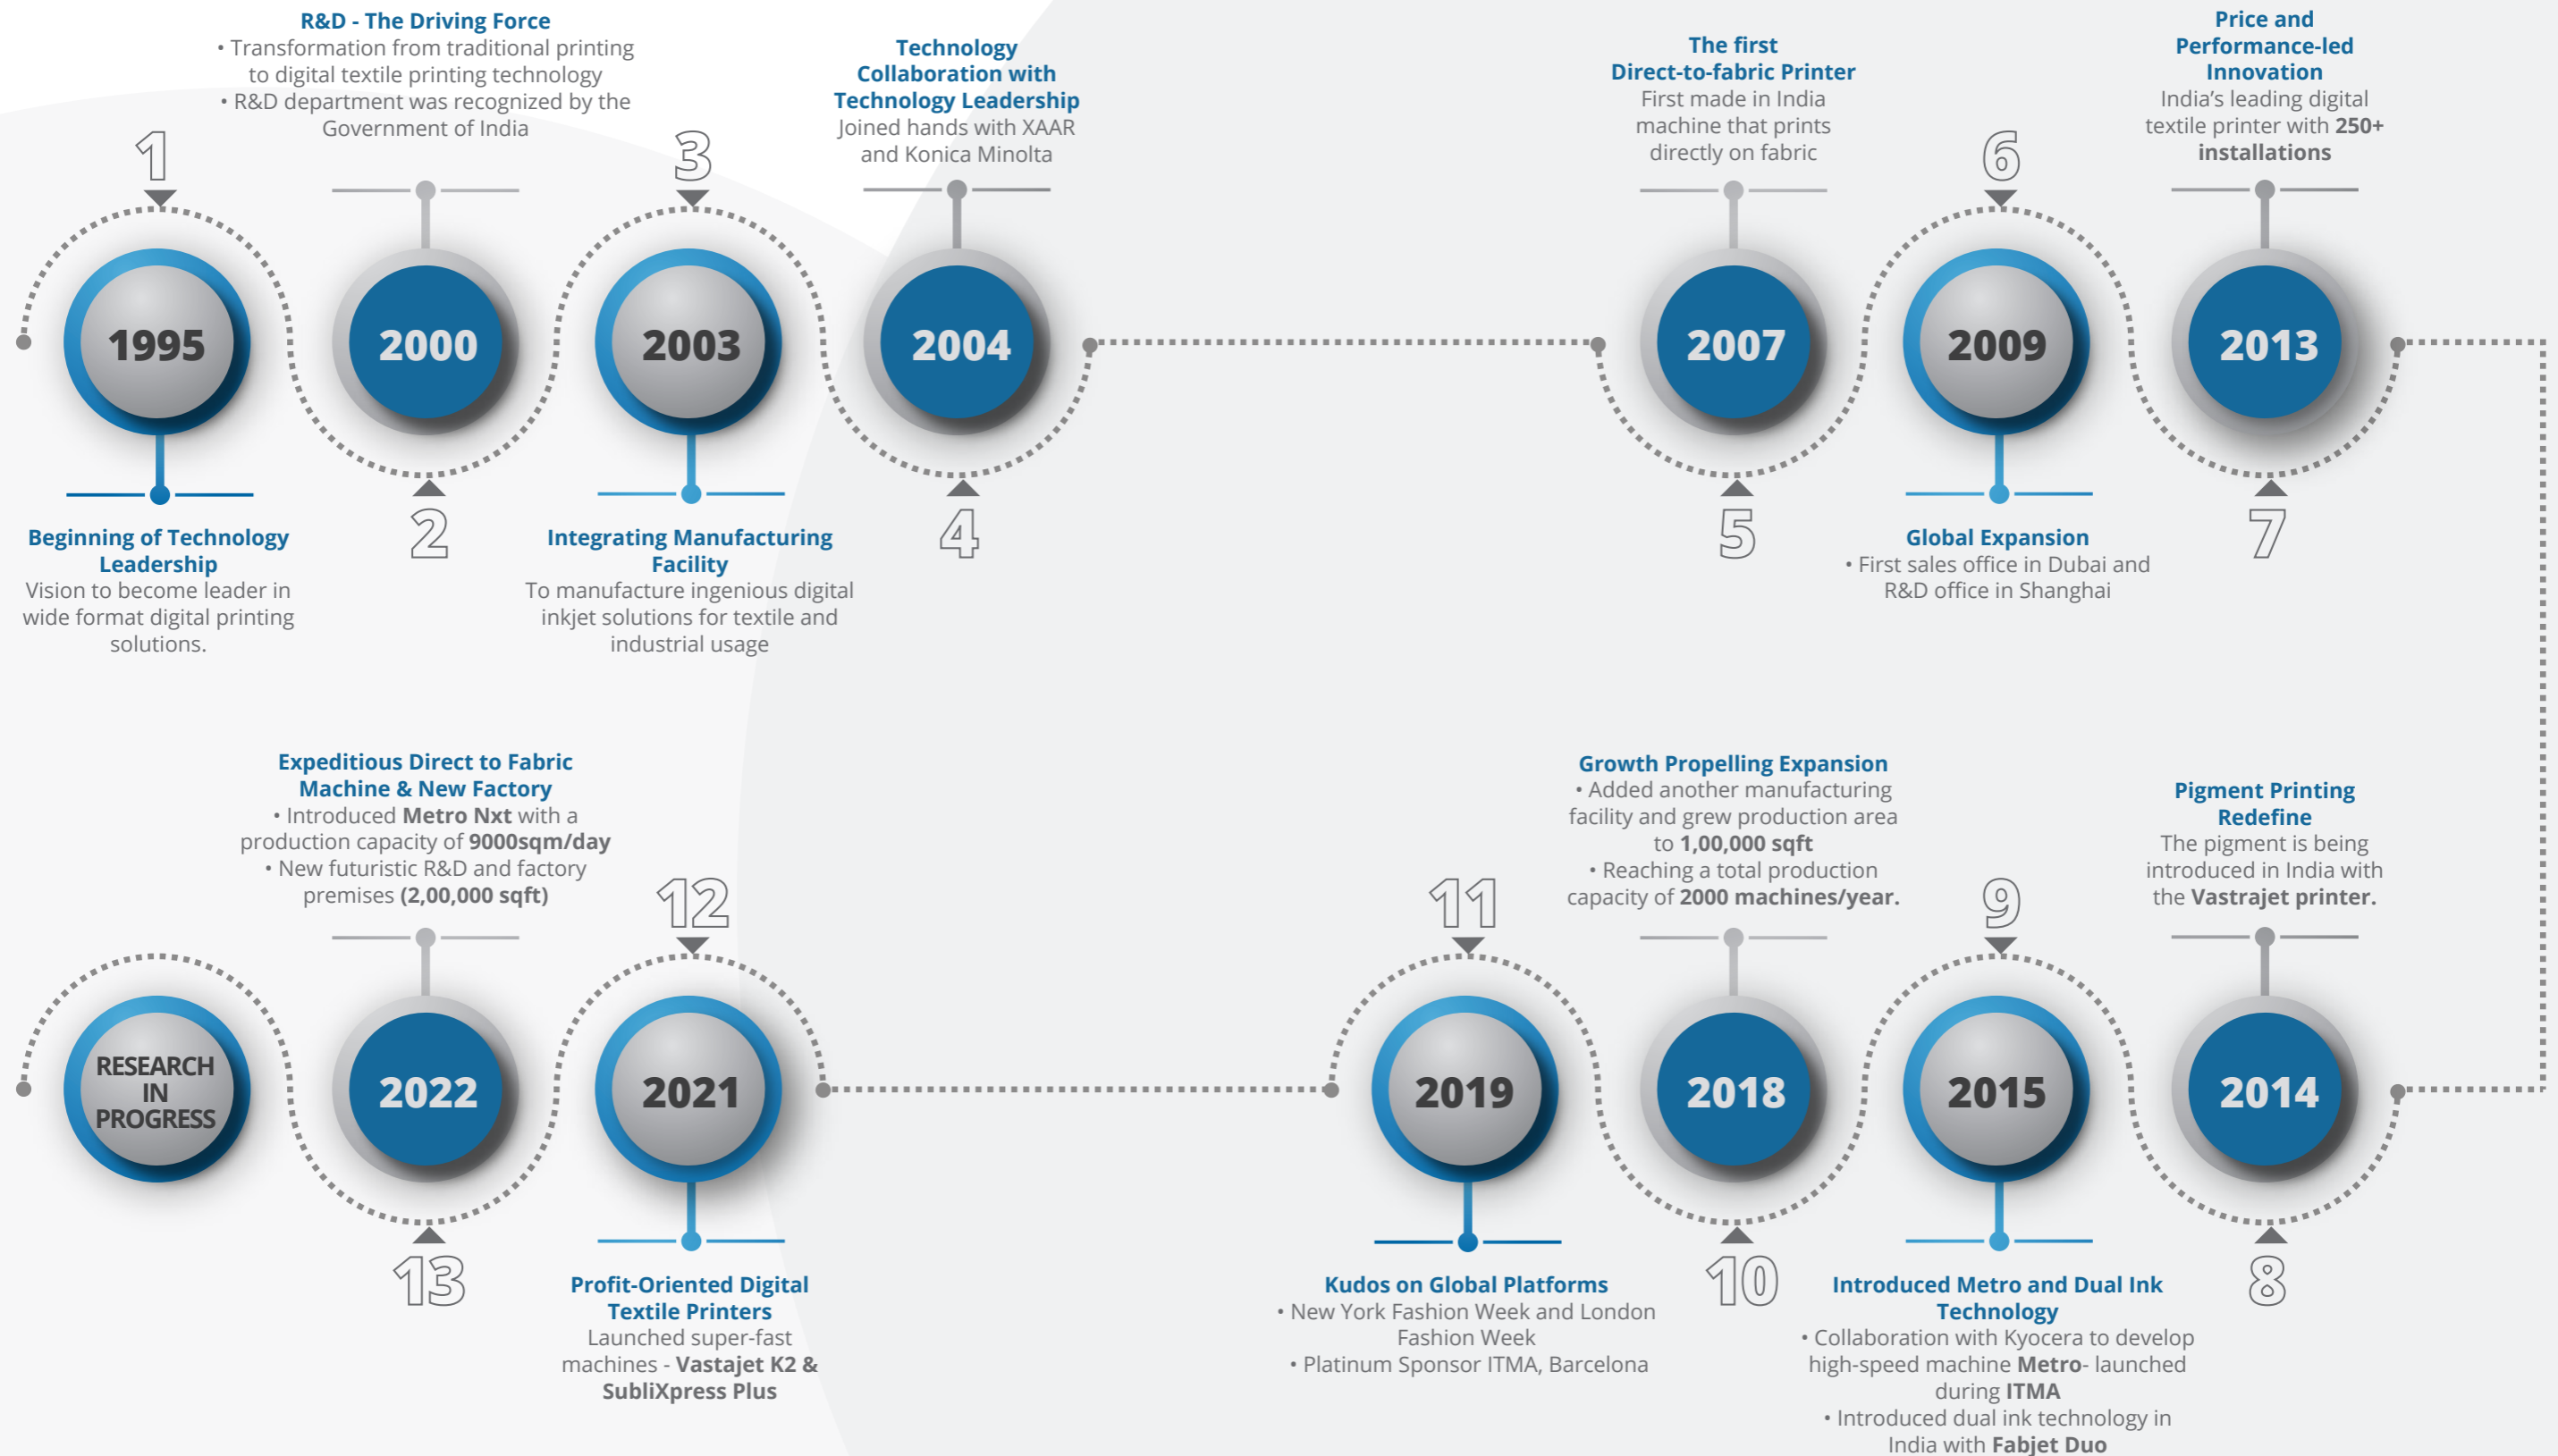 1
1995
Beginning of Technology
Leadership
Vision to become leader in
wide format digital printing
solutions.
R&D - The Driving Force
• Transformation from traditional printing
to digital textile printing technology
• R&D department was recognized by the
Government of India
2000
2
3
2003
Integrating Manufacturing
Facility
To manufacture ingenious digital
inkjet solutions for textile and
industrial usage
Technology
Collaboration with
Technology Leadership
Joined hands with XAAR
and Konica Minolta
2004
4
The first
Direct-to-fabric Printer
First made in India
machine that prints
directly on fabric
2007
5
6
2009
Global Expansion
• First sales office in Dubai and
R&D office in Shanghai
Price and
Performance-led
Innovation
India's leading digital
textile printer with 250+
installations
2013
7
Pigment Printing
Redefine
The pigment is being
introduced in India with
the Vastrajet printer.
2014
8
9
2015
Introduced Metro and Dual Ink
Technology
• Collaboration with Kyocera to develop
high-speed machine Metro- launched
during ITMA
• Introduced dual ink technology in
India with Fabjet Duo
Growth Propelling Expansion
• Added another manufacturing
facility and grew production area
to 1,00,000 sqft
• Reaching a total production
capacity of 2000 machines/year.
2018
10
11
2019
Kudos on Global Platforms
• New York Fashion Week and London
Fashion Week
• Platinum Sponsor ITMA, Barcelona
12
2021
Profit-Oriented Digital
Textile Printers
Launched super-fast
machines - Vastajet K2 &
SubliXpress Plus
Expeditious Direct to Fabric
Machine & New Factory
• Introduced Metro Nxt with a
production capacity of 9000sqm/day
• New futuristic R&D and factory
premises (2,00,000 sqft)
2022
13
RESEARCH
IN
PROGRESS